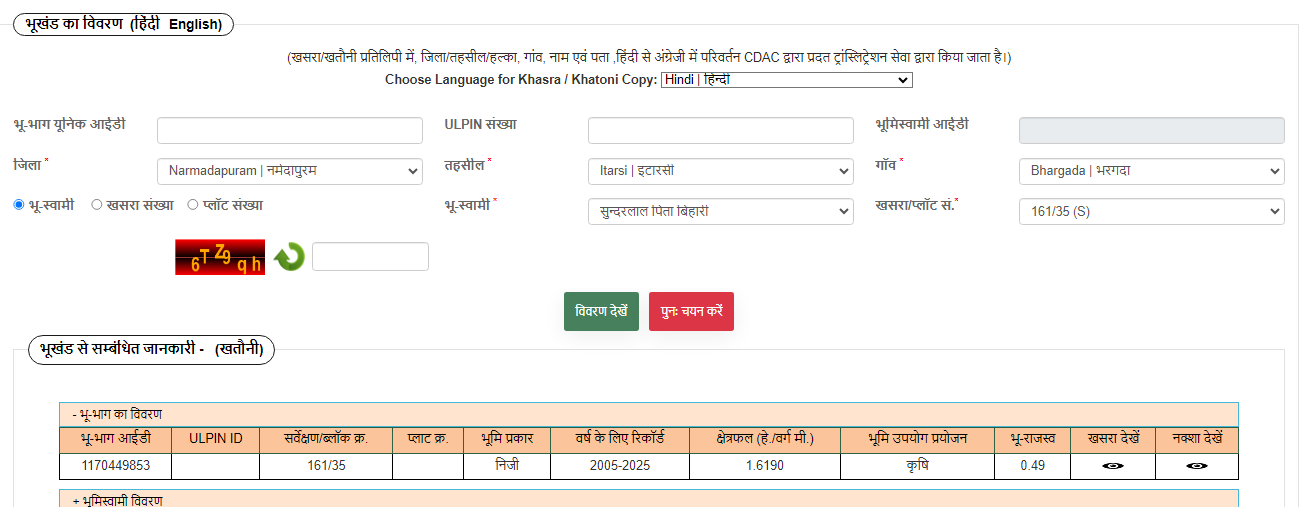 भूखंड का विवरण (हिंदी English)
(खसरा/खतौनी प्रतिलिपी में, जिला/तहसील/हल्का, गांव, नाम एवं पता ,हिंदी से अंग्रेजी में परिवर्तन CDAC द्वारा प्रदत ट्रांस्लिट्रेशन सेवा द्वारा किया जाता है।)
Choose Language for Khasra / Khatoni Copy: Hindi | हिन्दी
भू-भाग यूनिक आईडी ULPIN संख्या भूमिस्वामी आईडी
जिला * Narmadapuram | नर्मदापुरम तहसील * Itarsi | इटारसी गाँव * Bhargada | भरगदा
भू-स्वामी खसरा संख्या प्लॉट संख्या भू-स्वामी * सुन्दरलाल पिता बिहारी खसरा/प्लॉट सं.* 161/35 (S)
6TZ9qh
विवरण देखें पुनः चयन करें
भूखंड से सम्बंधित जानकारी - (खतौनी)
- भू-भाग का विवरण
भू-भाग आईडी ULPIN ID सर्वेक्षण/ब्लॉक क्र. प्लाट क्र. भूमि प्रकार वर्ष के लिए रिकॉर्ड क्षेत्रफल (हे./वर्ग मी.) भूमि उपयोग प्रयोजन भू-राजस्व खसरा देखें नक्शा देखें
1170449853 161/35 निजी 2005-2025 1.6190 कृषि 0.49
+ भूमिस्वामी विवरण